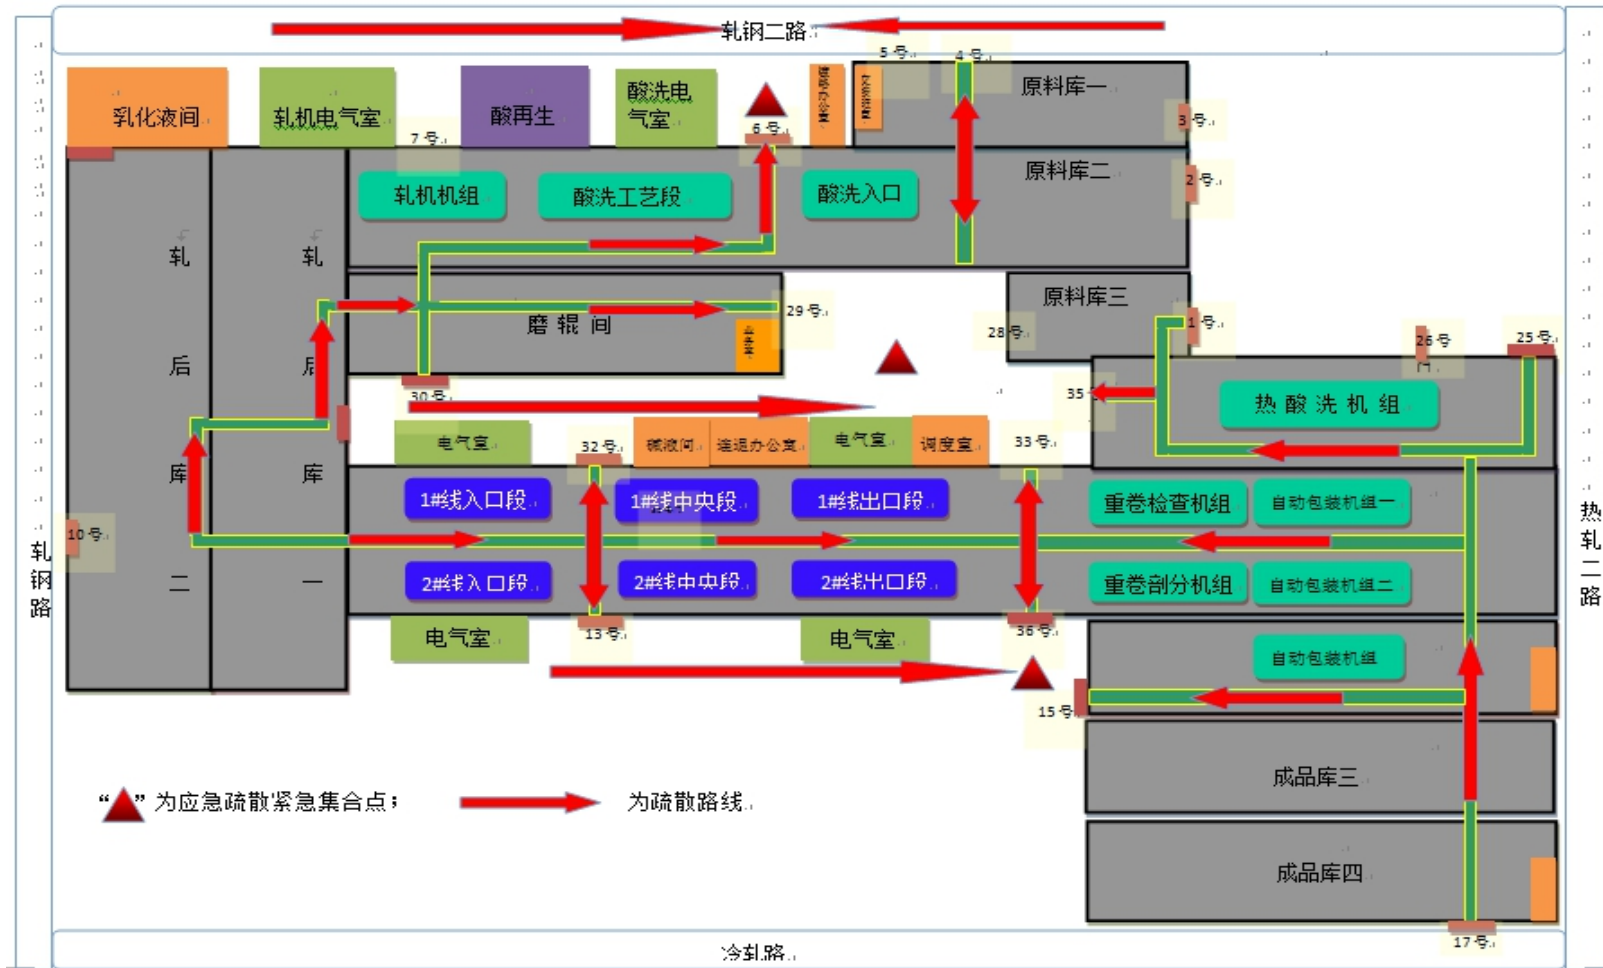 轧钢二路
5号
4号
乳化液间
轧机电气室
酸再生
酸洗电
气室
原料库一
7号
6号
3号
轧机机组
酸洗工艺段
酸洗入口
原料库二
2号
轧
后
库
二
轧
后
库
一
磨辊间
29号
原料库三
28号
1号
26号
25号
30号
35
热酸洗机组
电气室
32号
碱液间
连退办公室
电气室
调度室
33号
1#线入口段
1#线中央段
1#线出口段
重卷检查机组
自动包装机组一
10号
2#线入口段
2#线中央段
2#线出口段
重卷剖分机组
自动包装机组二
轧钢路
热轧二路
电气室
13号
电气室
36号
自动包装机组
15号
成品库三
“ ”为应急疏散紧急集合点；
为疏散路线
成品库四
17号
冷轧路